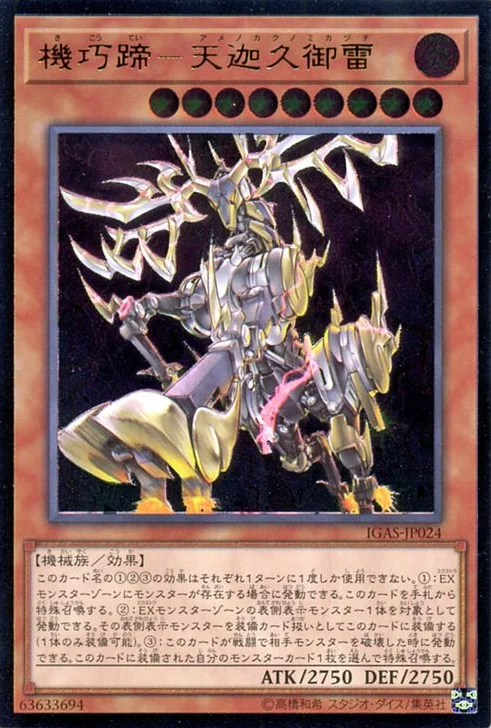 機巧蹄－天迦久御雷
きこうてい アメノカクノミカヅチ
炎
IGAS-JP024
【機械族／効果】
このカード名の①②③の効果はそれぞれ１ターンに１度しか使用できない。①：EX
モンスターゾーンにモンスターが存在する場合に発動できる。このカードを手札から
特殊召喚する。②：EXモンスターゾーンの表側表示モンスター１体を対象として
発動できる。その表側表示モンスターを装備カード扱いとしてこのカードに装備する
（１体のみ装備可能）。③：このカードが戦闘で相手モンスターを破壊した時に発動
できる。このカードに装備された自分のモンスターカード１枚を選んで特殊召喚する。
ATK/2750 DEF/2750
63633694
©高橋和希 スタジオ・ダイス/集英社